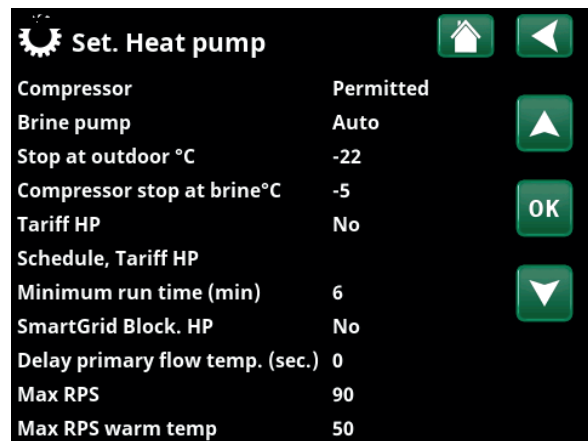 Set. Heat pump
Compressor Permitted
Brine pump Auto
Stop at outdoor °C -22
Compressor stop at brine°C -5
Tariff HP No
OK
Schedule, Tariff HP
Minimum run time (min) 6
SmartGrid Block. HP No
Delay primary flow temp. (sec.) 0
Max RPS 90
Max RPS warm temp 50